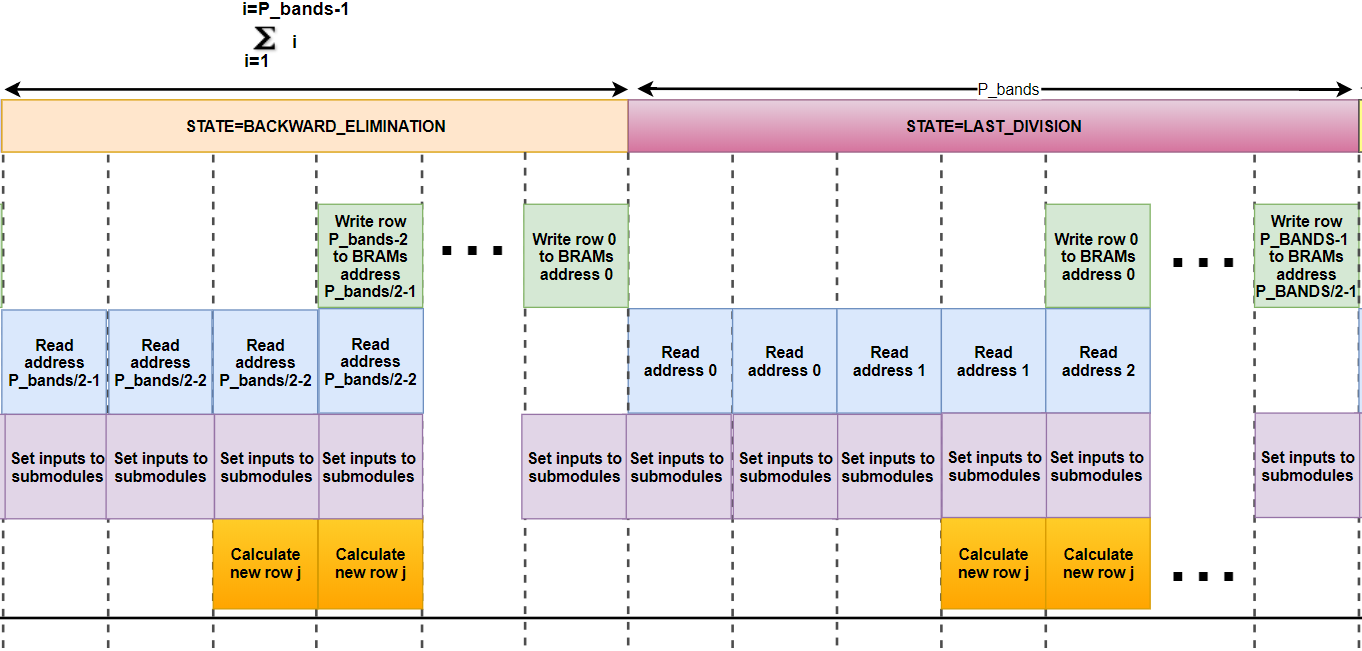 i=P_bands-1
Σ i
i=1
P_bands
STATE=BACKWARD_ELIMINATION
STATE=LAST_DIVISION
Write row
P_bands-2
to BRAMs
address
P_bands/2-1
Write row 0
to BRAMs
address 0
Write row 0
to BRAMs
address 0
Write row
P_BANDS-1
to BRAMs
address
P_BANDS/2-1
Read
address
P_bands/2-1
Read
address
P_bands/2-2
Read
address
P_bands/2-2
Read
address
P_bands/2-2
Read
address 0
Read
address 0
Read
address 1
Read
address 1
Read
address 2
Set inputs to
submodules
Set inputs to
submodules
Set inputs to
submodules
Set inputs to
submodules
Set inputs to
submodules
Set inputs to
submodules
Set inputs to
submodules
Set inputs to
submodules
Set inputs to
submodules
Set inputs to
submodules
Set inputs to
submodules
Calculate
new row j
Calculate
new row j
Calculate
new row j
Calculate
new row j